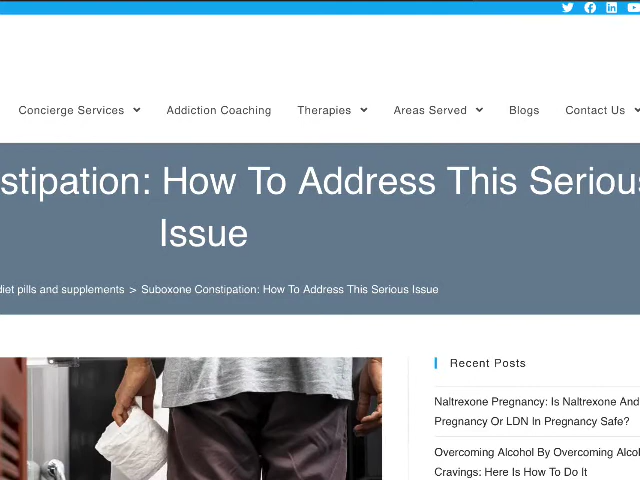 Concierge Services Addiction Coaching Therapies Areas Served Blogs Contact Us
stipation: How To Address This Seriou
Issue
diet pills and supplements > Suboxone Constipation: How To Address This Serious Issue
Recent Posts
Naltrexone Pregnancy: Is Naltrexone And
Pregnancy Or LDN In Pregnancy Safe?
Overcoming Alcohol By Overcoming Alcoh
Cravings: Here Is How To Do It